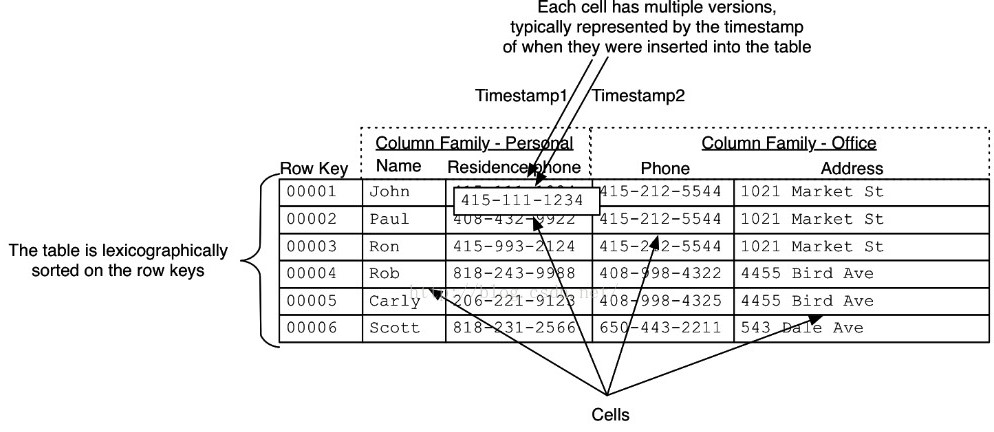 Each cell has multiple versions,
typically represented by the timestamp
of when they were inserted into the table
Timestamp1 Timestamp2
Column Family - Personal Column Family - Office
Row Key Name Residence phone Phone Address
00001 John 415-111-1234 415-212-5544 1021 Market St
00002 Paul 408-432-9922 415-212-5544 1021 Market St
00003 Ron 415-993-2124 415-212-5544 1021 Market St
00004 Rob 818-243-9988 408-998-4322 4455 Bird Ave
00005 Carly 206-221-9123 408-998-4325 4455 Bird Ave
00006 Scott 818-231-2566 650-443-2211 543 Dale Ave
The table is lexicographically
sorted on the row keys
Cells